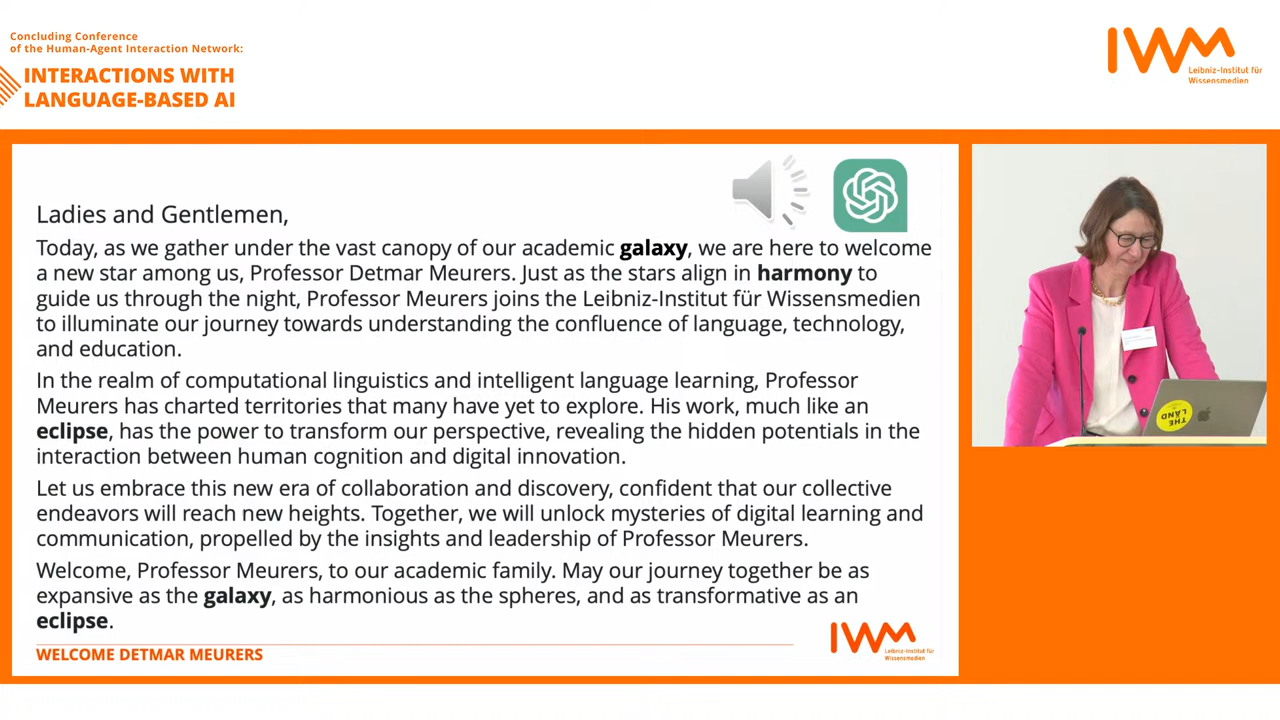 Concluding Conference
of the Human-Agent Interaction Network:
INTERACTIONS WITH
LANGUAGE-BASED AI
IWM
Leibniz-Institut für
Wissensmedien
Ladies and Gentlemen,
Today, as we gather under the vast canopy of our academic galaxy, we are here to welcome
a new star among us, Professor Detmar Meurers. Just as the stars align in harmony to
guide us through the night, Professor Meurers joins the Leibniz-Institut für Wissensmedien
to illuminate our journey towards understanding the confluence of language, technology,
and education.
In the realm of computational linguistics and intelligent language learning, Professor
Meurers has charted territories that many have yet to explore. His work, much like an
eclipse, has the power to transform our perspective, revealing the hidden potentials in the
interaction between human cognition and digital innovation.
Let us embrace this new era of collaboration and discovery, confident that our collective
endeavors will reach new heights. Together, we will unlock mysteries of digital learning and
communication, propelled by the insights and leadership of Professor Meurers.
Welcome, Professor Meurers, to our academic family. May our journey together be as
expansive as the galaxy, as harmonious as the spheres, and as transformative as an
eclipse.
WELCOME DETMAR MEURERS
IWM
Leibniz-Institut für
Wissensmedien
THE
LÄND